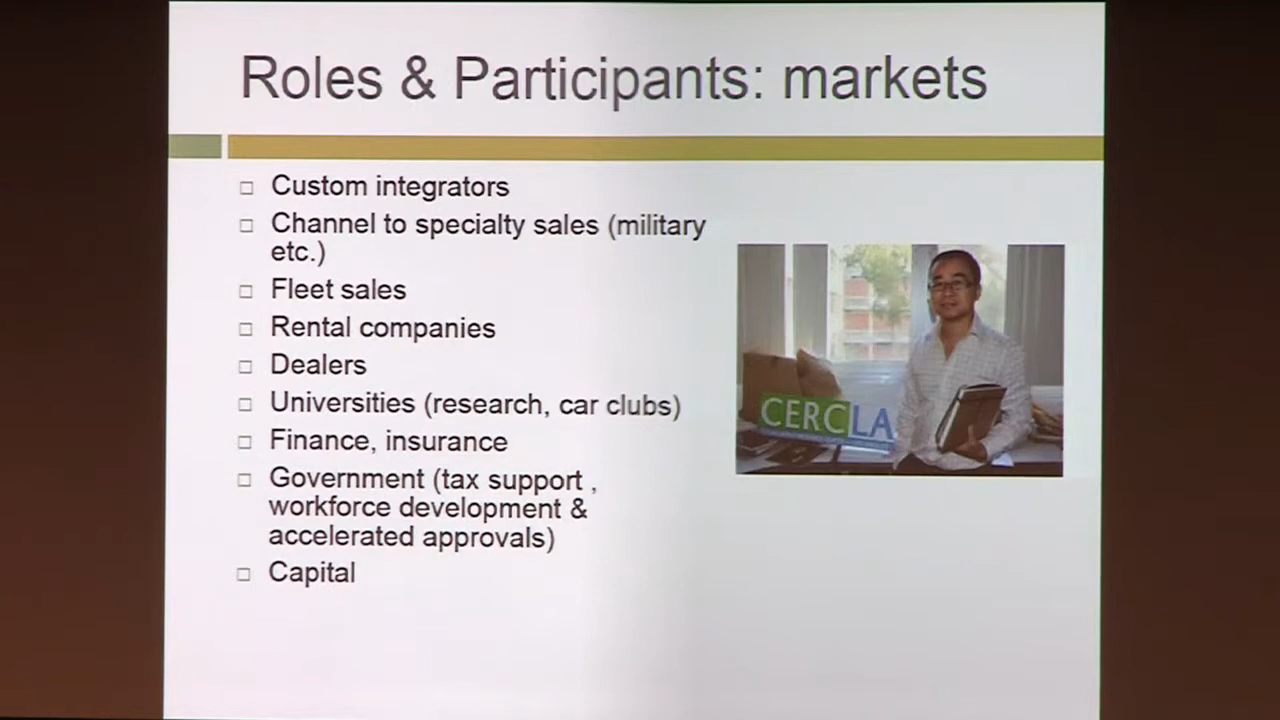 Roles & Participants: markets
Custom integrators
Channel to specialty sales (military
etc.)
Fleet sales
Rental companies
Dealers
Universities (research, car clubs)
Finance, insurance
Government (tax support ,
workforce development &
accelerated approvals)
Capital
CERCLA